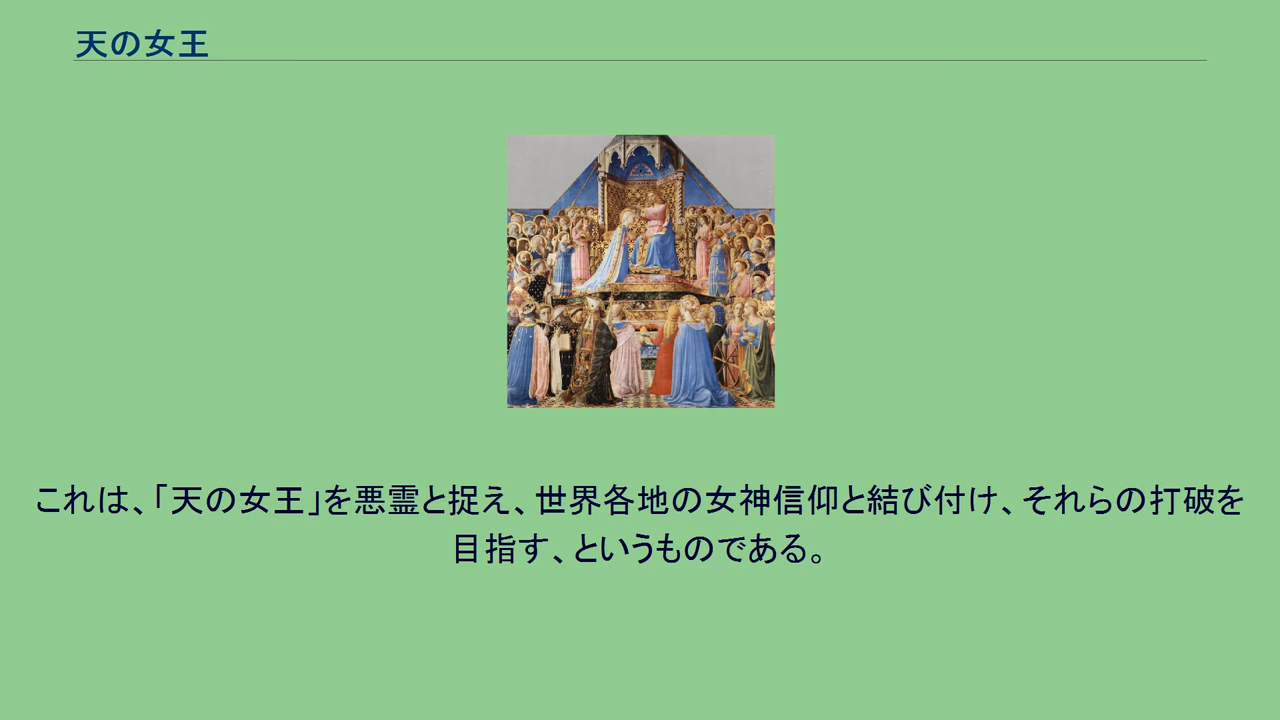 天の女王
これは、「天の女王」を悪霊と捉え、世界各地の女神信仰と結び付け、それらの打破を
目指す、というものである。